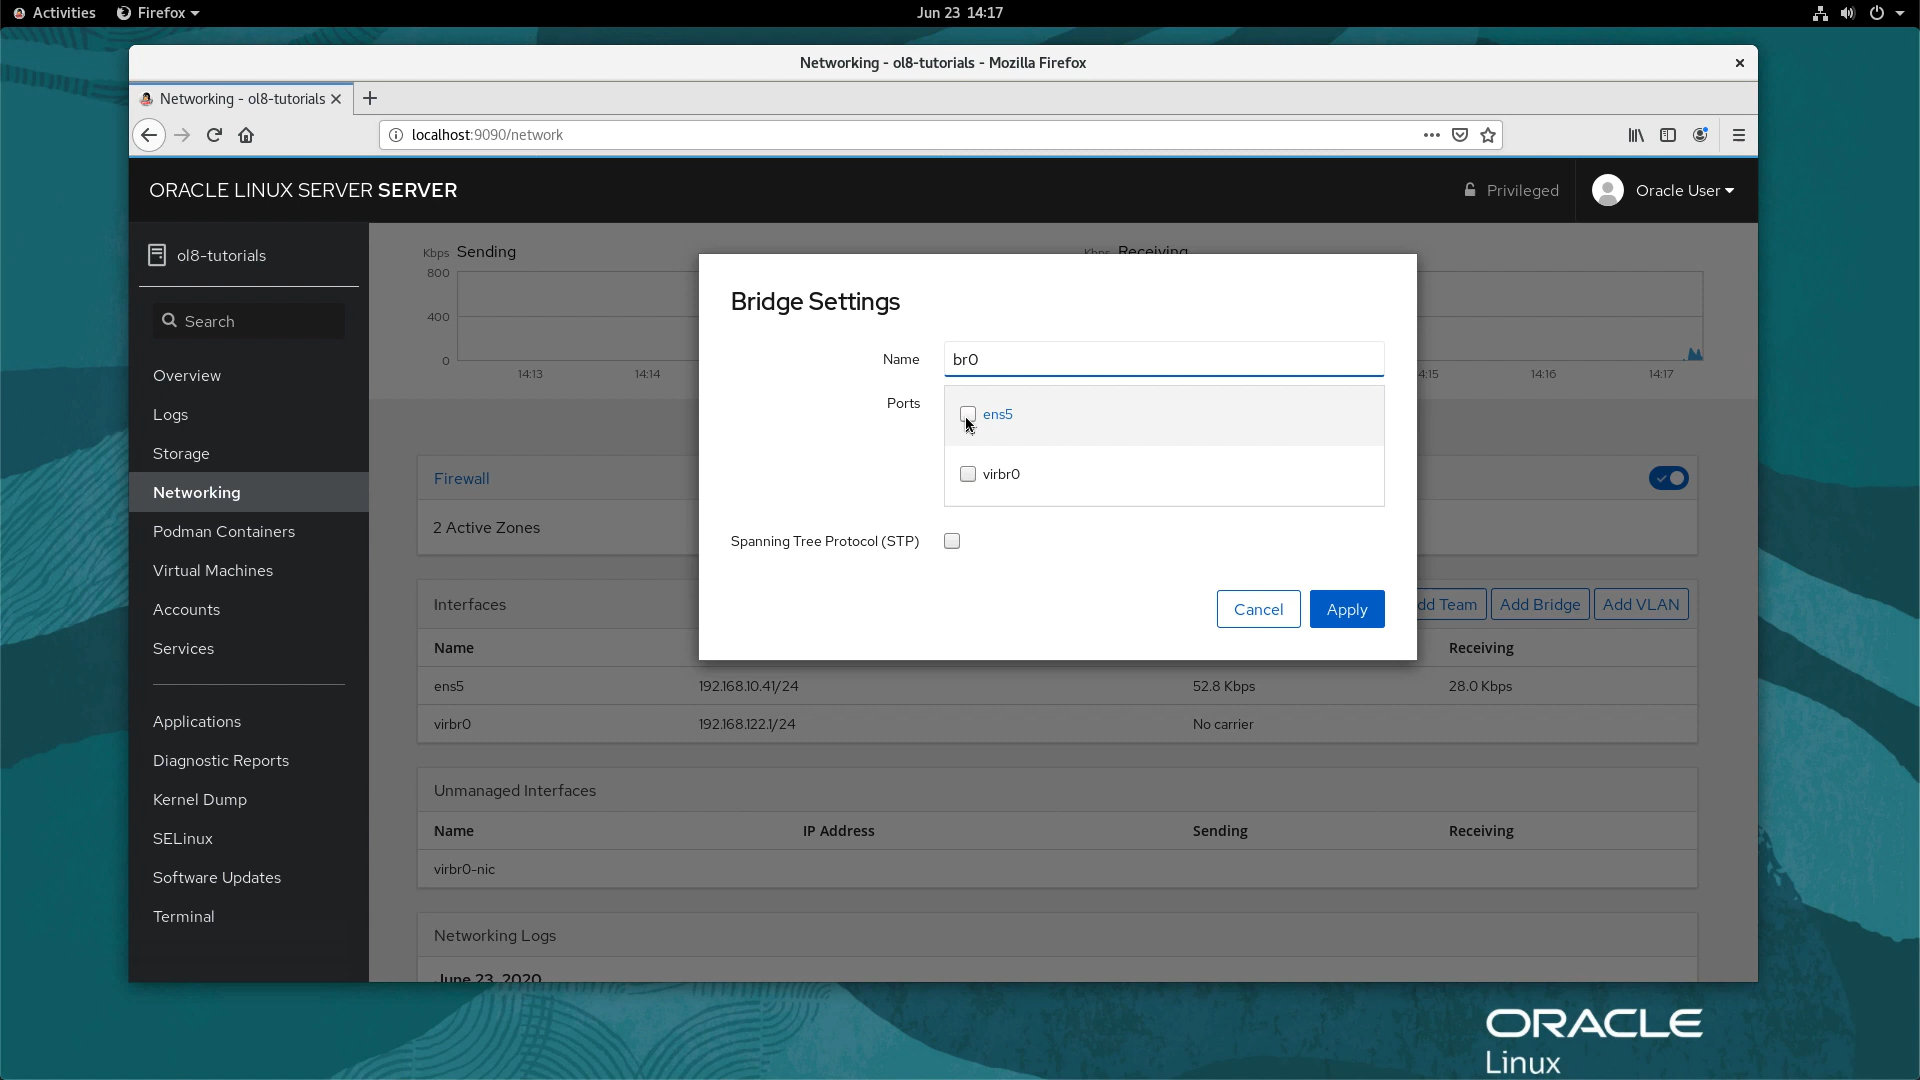 Activities Firefox Jun 23 14:17
Networking - ol8-tutorials - Mozilla Firefox
Networking - ol8-tutorials
localhost:9090/network
ORACLE LINUX SERVER SERVER Privileged Oracle User
ol8-tutorials
Search
Overview
Logs
Storage
Networking
Podman Containers
Virtual Machines
Accounts
Services
Applications
Diagnostic Reports
Kernel Dump
SELinux
Software Updates
Terminal
Kbps Sending
800
400
0
14:13 14:14
Kbps Receiving
4:15 14:16 14:17
Bridge Settings
Name br0
Ports ens5
virbr0
Spanning Tree Protocol (STP)
Cancel Apply
Firewall
2 Active Zones
Interfaces dd Team Add Bridge Add VLAN
Name Receiving
ens5 192.168.10.41/24 52.8 Kbps 28.0 Kbps
virbr0 192.168.122.1/24 No carrier
Unmanaged Interfaces
Name IP Address Sending Receiving
virbr0-nic
Networking Logs
June 23, 2020
ORACLE
Linux